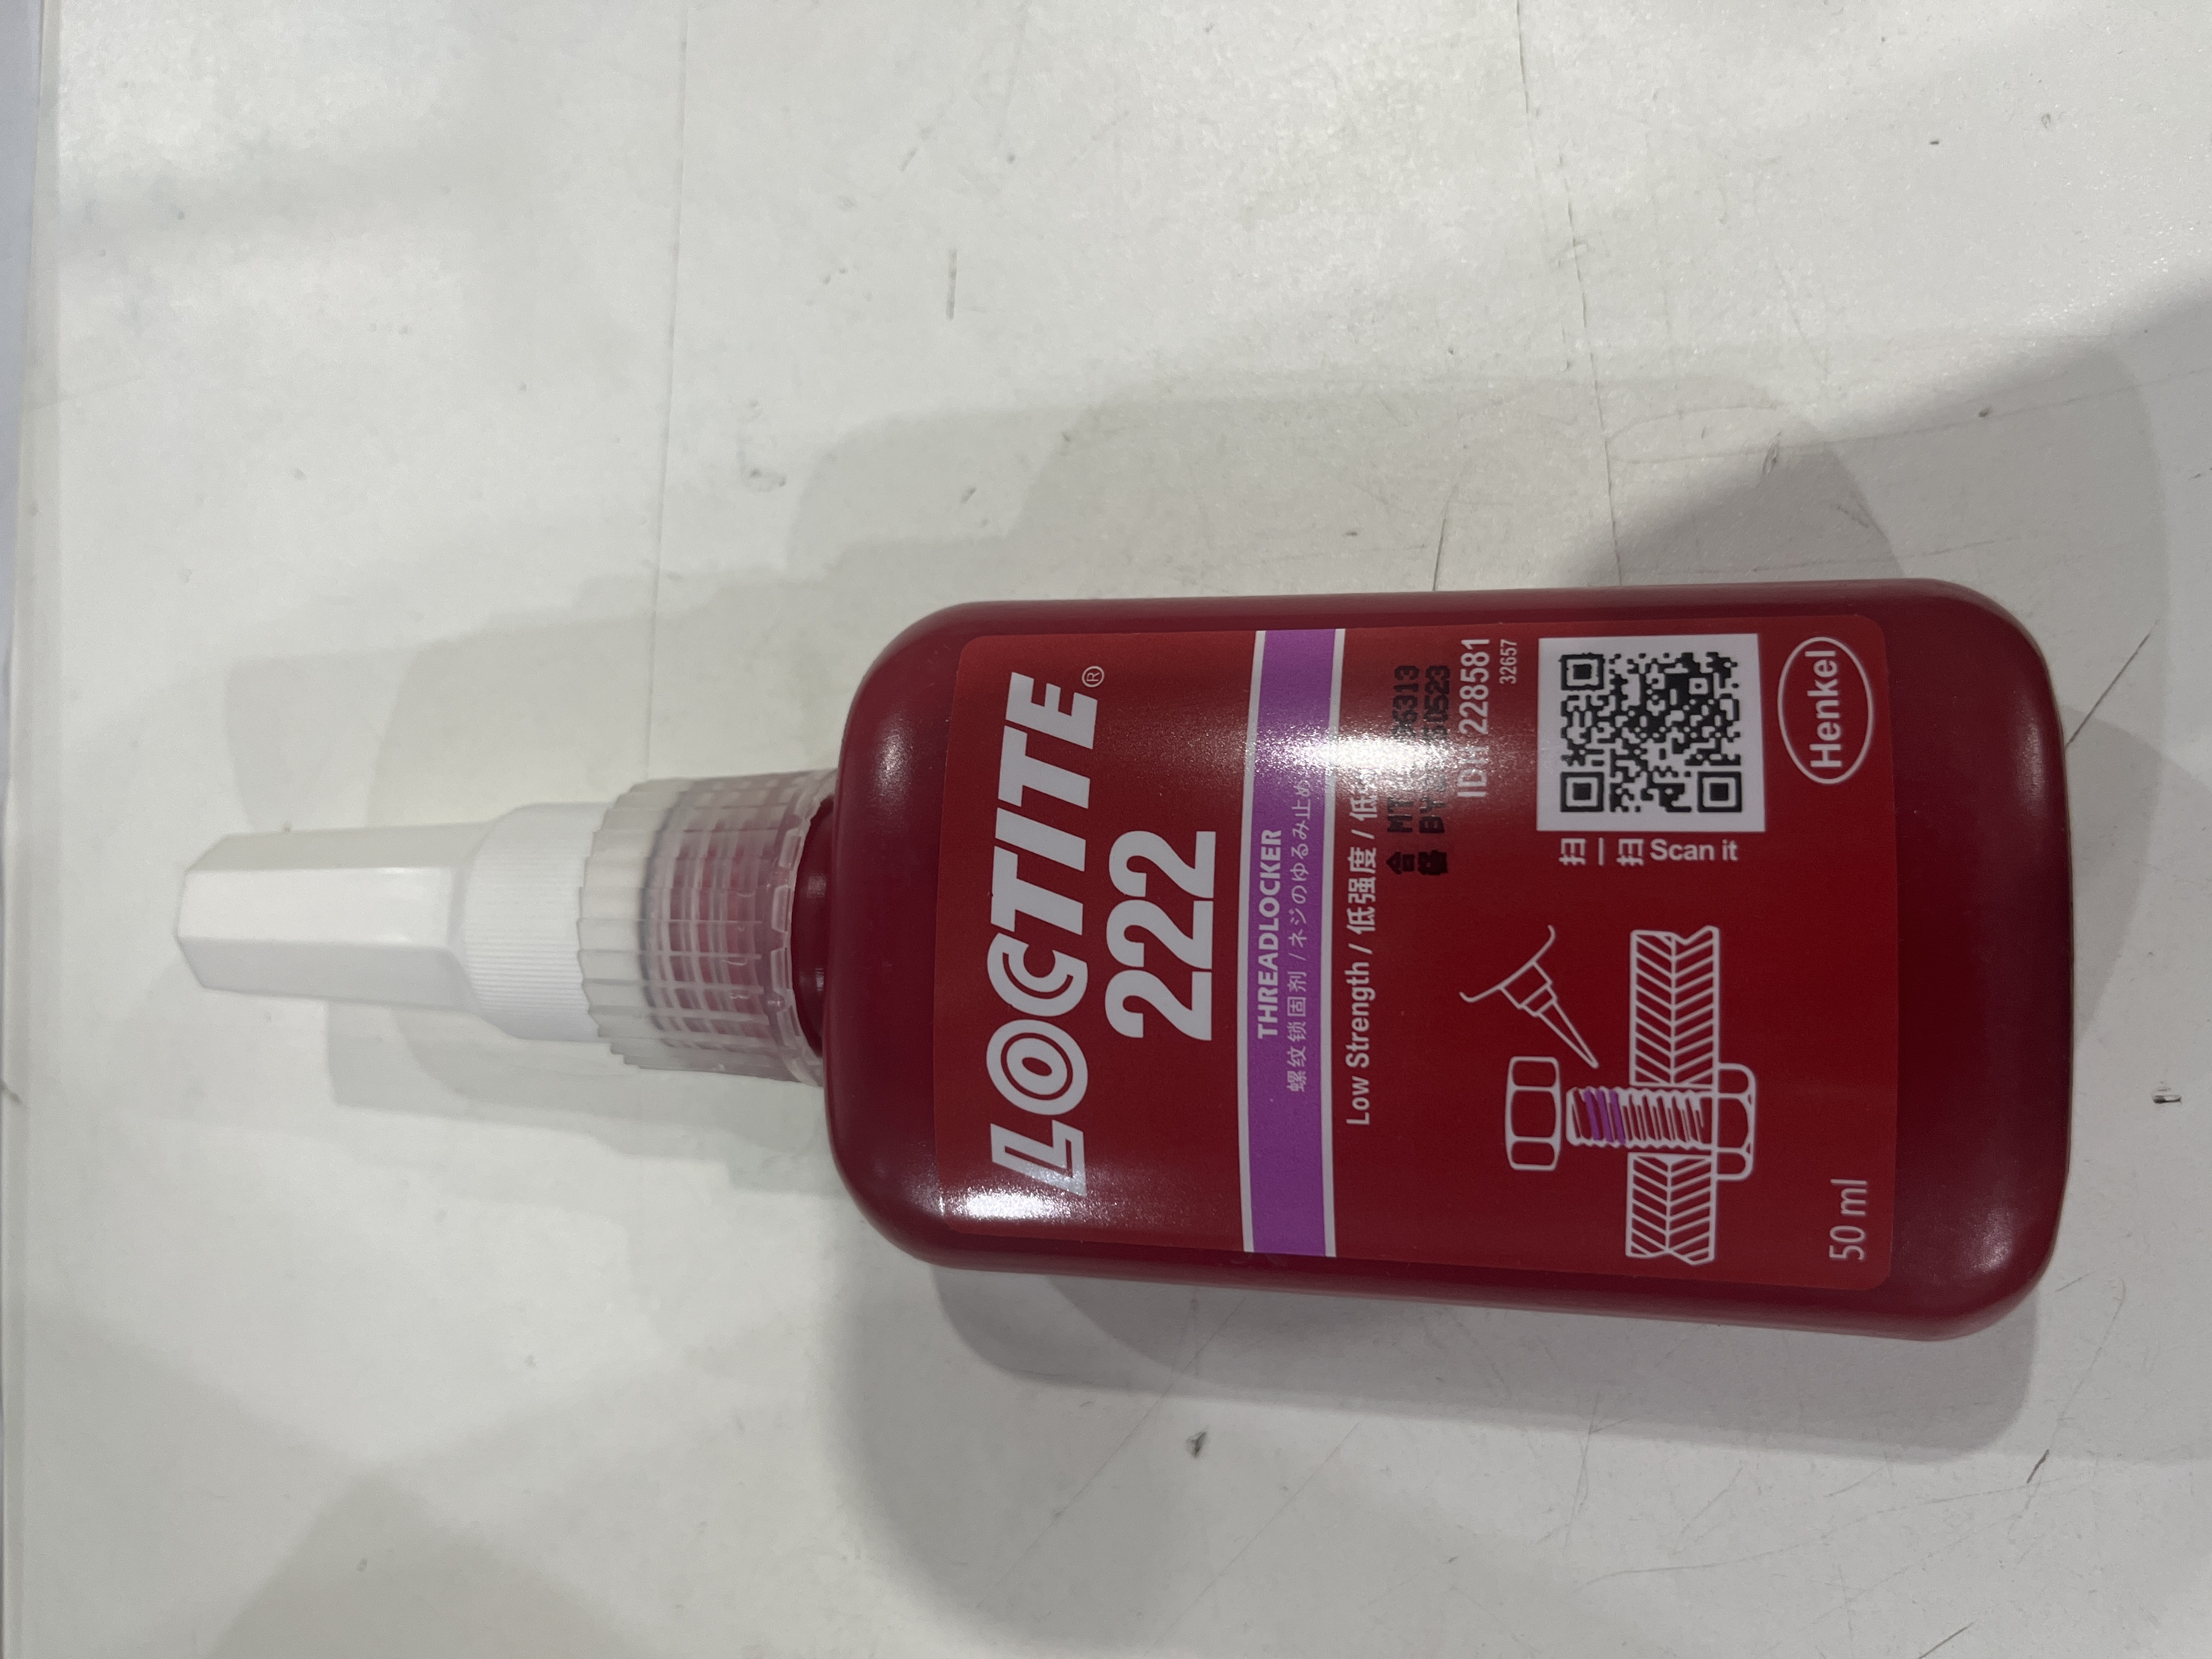 LOCTITE®
222
THREADLOCKER
螺纹锁固剂 / ネジのゆるみ止め
Low Strength / 低强度 /
IDH 228581
32657
扫一扫 Scan it
50 ml
Henkel